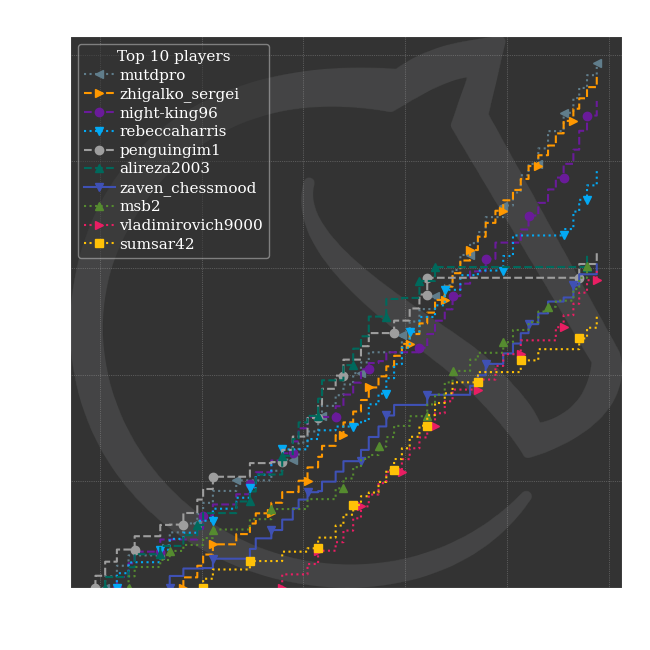 Top 10 players
mutdpro
zhigalko_sergei
night-king96
rebeccaharris
penguingim1
alireza2003
zaven_chessmood
msb2
vladimirovich9000
sumsar42